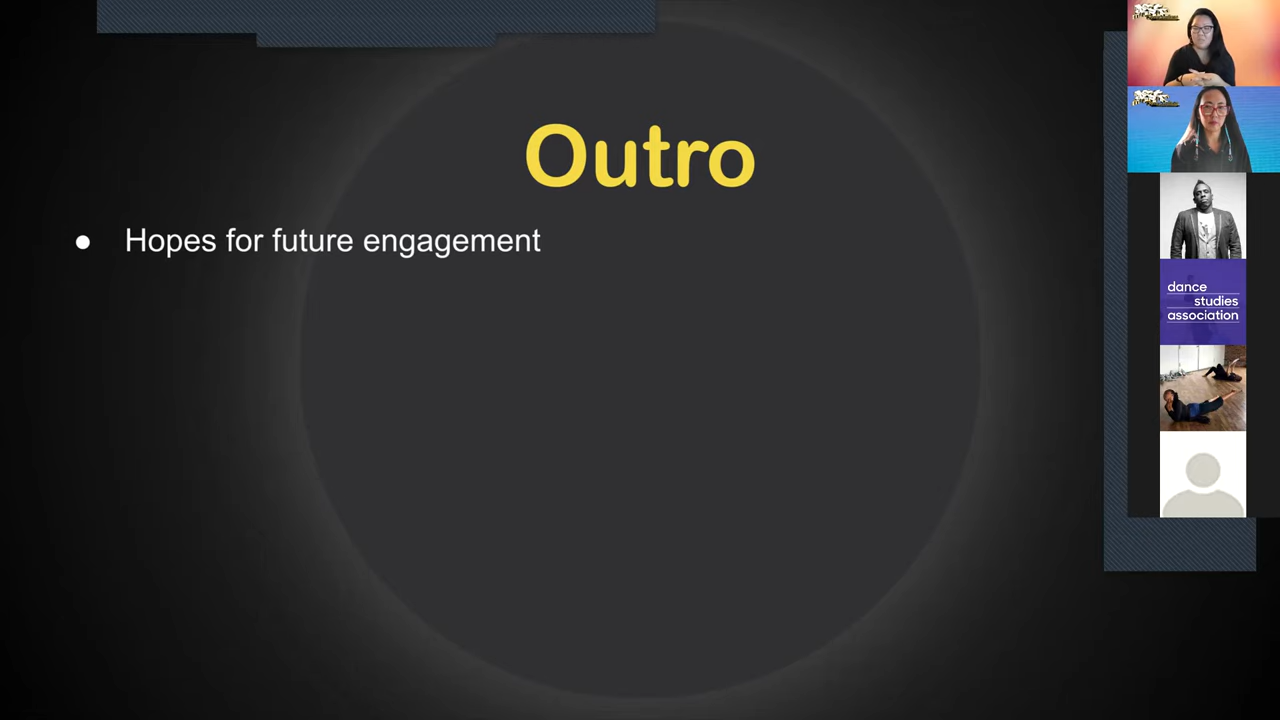 Outro
● Hopes for future engagement
dance
studies
association